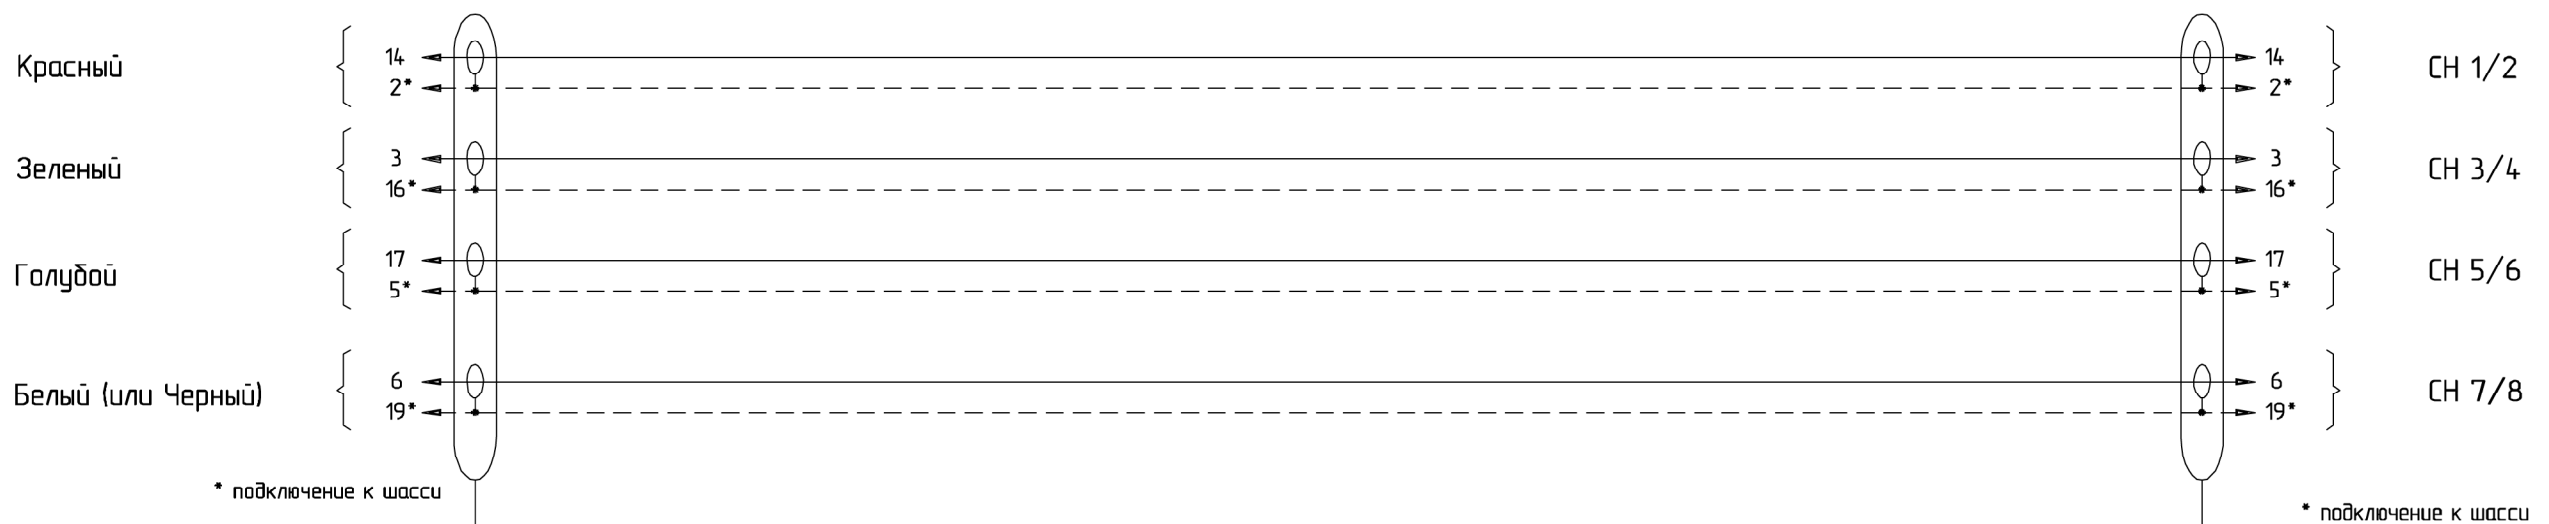 Красный 14 14 CH 1/2
2* 2*
Зеленый 3 3 CH 3/4
16* 16*
Голубой 17 17 CH 5/6
5* 5*
Белый (или Черный) 6 6 CH 7/8
19* 19*
* подключение к шасси
* подключение к шасси